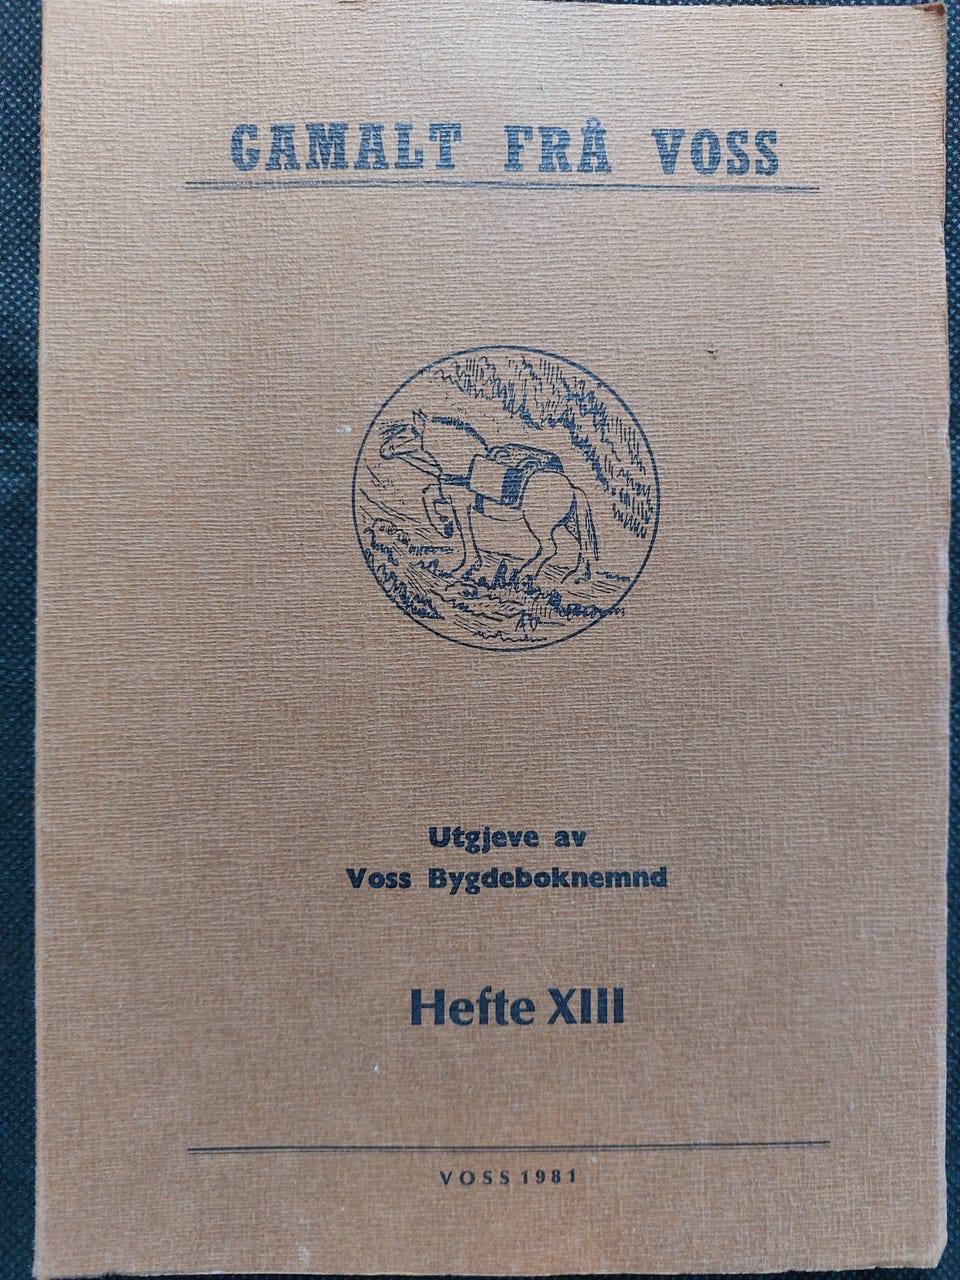 GAMALT FRÅ VOSS
Utgjeve av
Voss Bygdeboknemnd
Hefte XIII
VOSS 1981